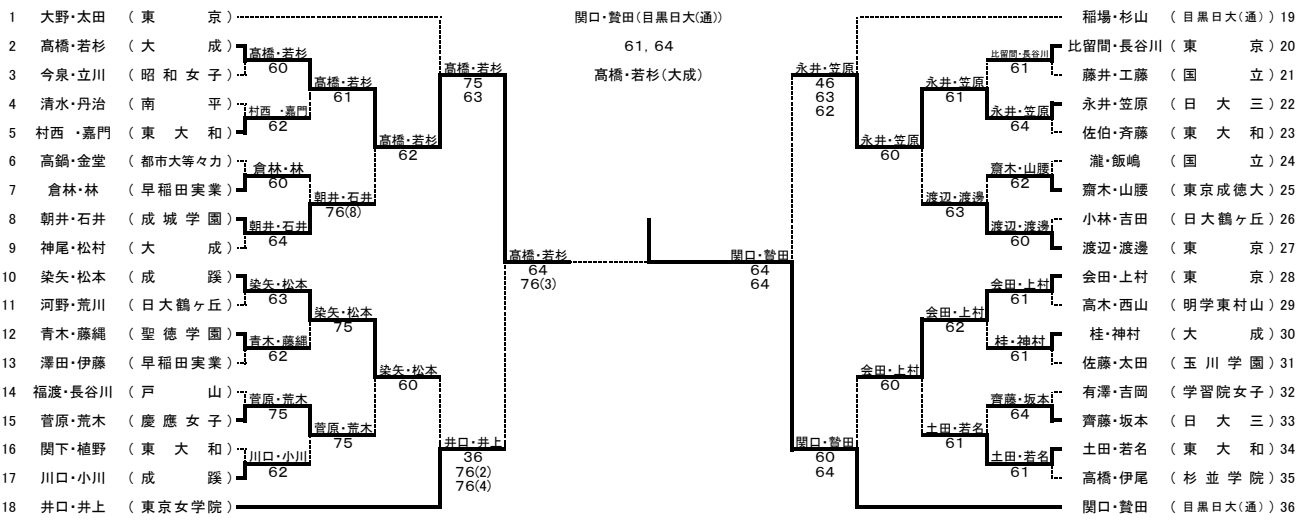 関口・贄田(目黒日大(通))
61, 64
高橋・若杉(大成)
1 大野・太田 （ 東 京 ）
2 髙橋・若杉 （ 大 成 ）
3 今泉・立川 （ 昭 和 女 子 ）
4 清水・丹治 （ 南 平 ）
5 村西 ・嘉門 （ 東 大 和 ）
6 高鍋・金堂 （ 都市大等々力 ）
7 倉林・林 （ 早稲田実業 ）
8 朝井・石井 （ 成 城 学 園 ）
9 神尾・松村 （ 大 成 ）
10 染矢・松本 （ 成 蹊 ）
11 河野・荒川 （ 日大鶴ヶ丘 ）
12 青木・藤縄 （ 聖 徳 学 園 ）
13 澤田・伊藤 （ 早稲田実業 ）
14 福渡・長谷川 （ 戸 山 ）
15 菅原・荒木 （ 慶 應 女 子 ）
16 関下・植野 （ 東 大 和 ）
17 川口・小川 （ 成 蹊 ）
18 井口・井上 （ 東京女学院 ）
髙橋・若杉
60
村西 ・嘉門
62
倉林・林
60
朝井・石井
64
染矢・松本
63
青木・藤縄
62
菅原・荒木
75
川口・小川
62
髙橋・若杉
61
朝井・石井
76(8)
染矢・松本
75
菅原・荒木
75
髙橋・若杉
62
染矢・松本
60
髙橋・若杉
75
63
井口・井上
36
76(2)
76(4)
髙橋・若杉
64
76(3)
関口・贄田
64
64
永井・笠原
46
63
62
関口・贄田
60
64
永井・笠原
60
会田・上村
60
永井・笠原
61
渡辺・渡邊
63
会田・上村
62
土田・若名
61
比留間・長谷川
61
永井・笠原
64
齋木・山腰
62
渡辺・渡邊
60
会田・上村
61
桂・神村
61
齊藤・坂本
64
土田・若名
61
稲場・杉山 （ 目黒日大(通) ） 19
比留間・長谷川 （ 東 京 ） 20
藤井・工藤 （ 国 立 ） 21
永井・笠原 （ 日 大 三 ） 22
佐伯・斉藤 （ 東 大 和 ） 23
瀧・飯嶋 （ 国 立 ） 24
齋木・山腰 （ 東京成徳大 ） 25
小林・吉田 （ 日大鶴ヶ丘 ） 26
渡辺・渡邊 （ 東 京 ） 27
会田・上村 （ 東 京 ） 28
高木・西山 （ 明学東村山 ） 29
桂・神村 （ 大 成 ） 30
佐藤・太田 （ 玉 川 学 園 ） 31
有澤・吉岡 （ 学習院女子 ） 32
齊藤・坂本 （ 日 大 三 ） 33
土田・若名 （ 東 大 和 ） 34
高橋・伊尾 （ 杉 並 学 院 ） 35
関口・贄田 （ 目黒日大(通) ） 36